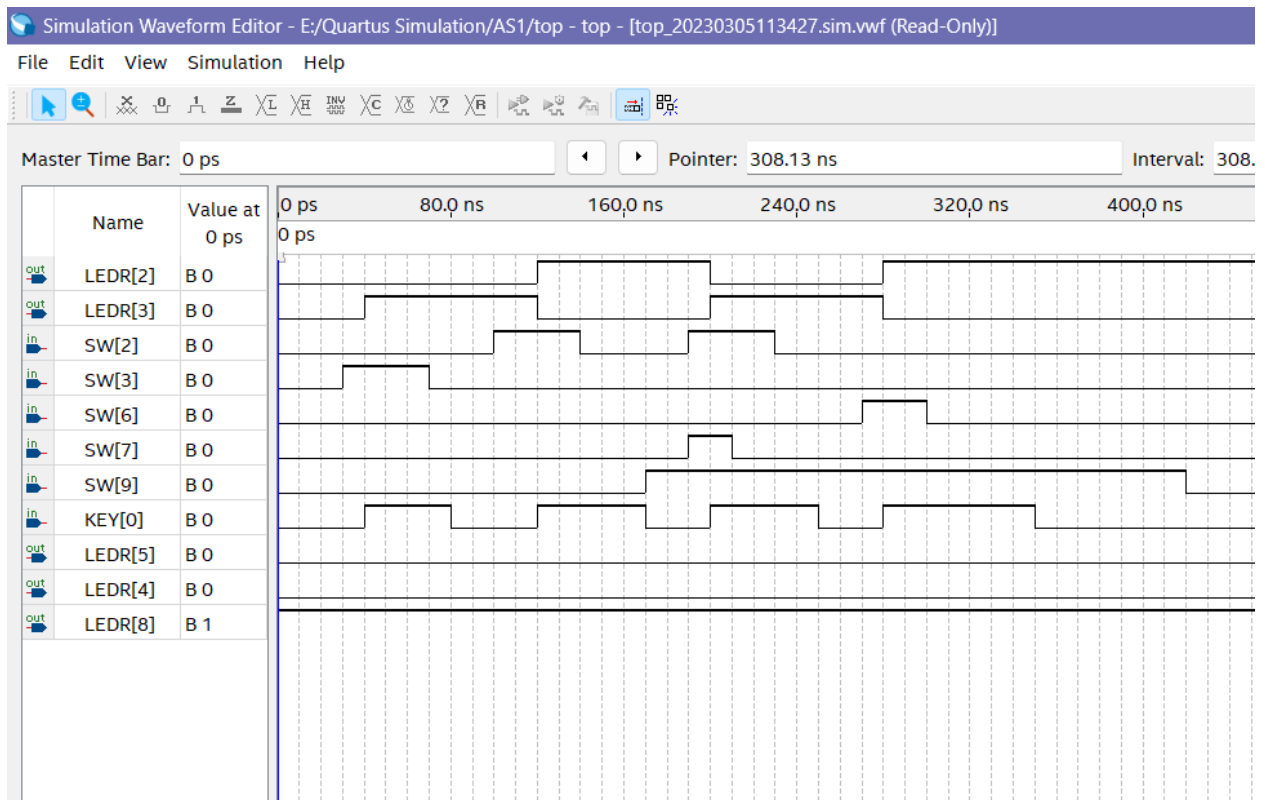 Simulation Waveform Editor - E:/Quartus Simulation/AS1/top - top - [top_20230305113427.sim.vwf (Read-Only)]
File Edit View Simulation Help
Master Time Bar: 0 ps Pointer: 308.13 ns Interval: 308.
Name Value at 0 ps
0 ps 80.0 ns 160.0 ns 240.0 ns 320.0 ns 400.0 ns
0 ps
out LEDR[2] B 0
out LEDR[3] B 0
in SW[2] B 0
in SW[3] B 0
in SW[6] B 0
in SW[7] B 0
in SW[9] B 0
in KEY[0] B 0
out LEDR[5] B 0
out LEDR[4] B 0
out LEDR[8] B 1